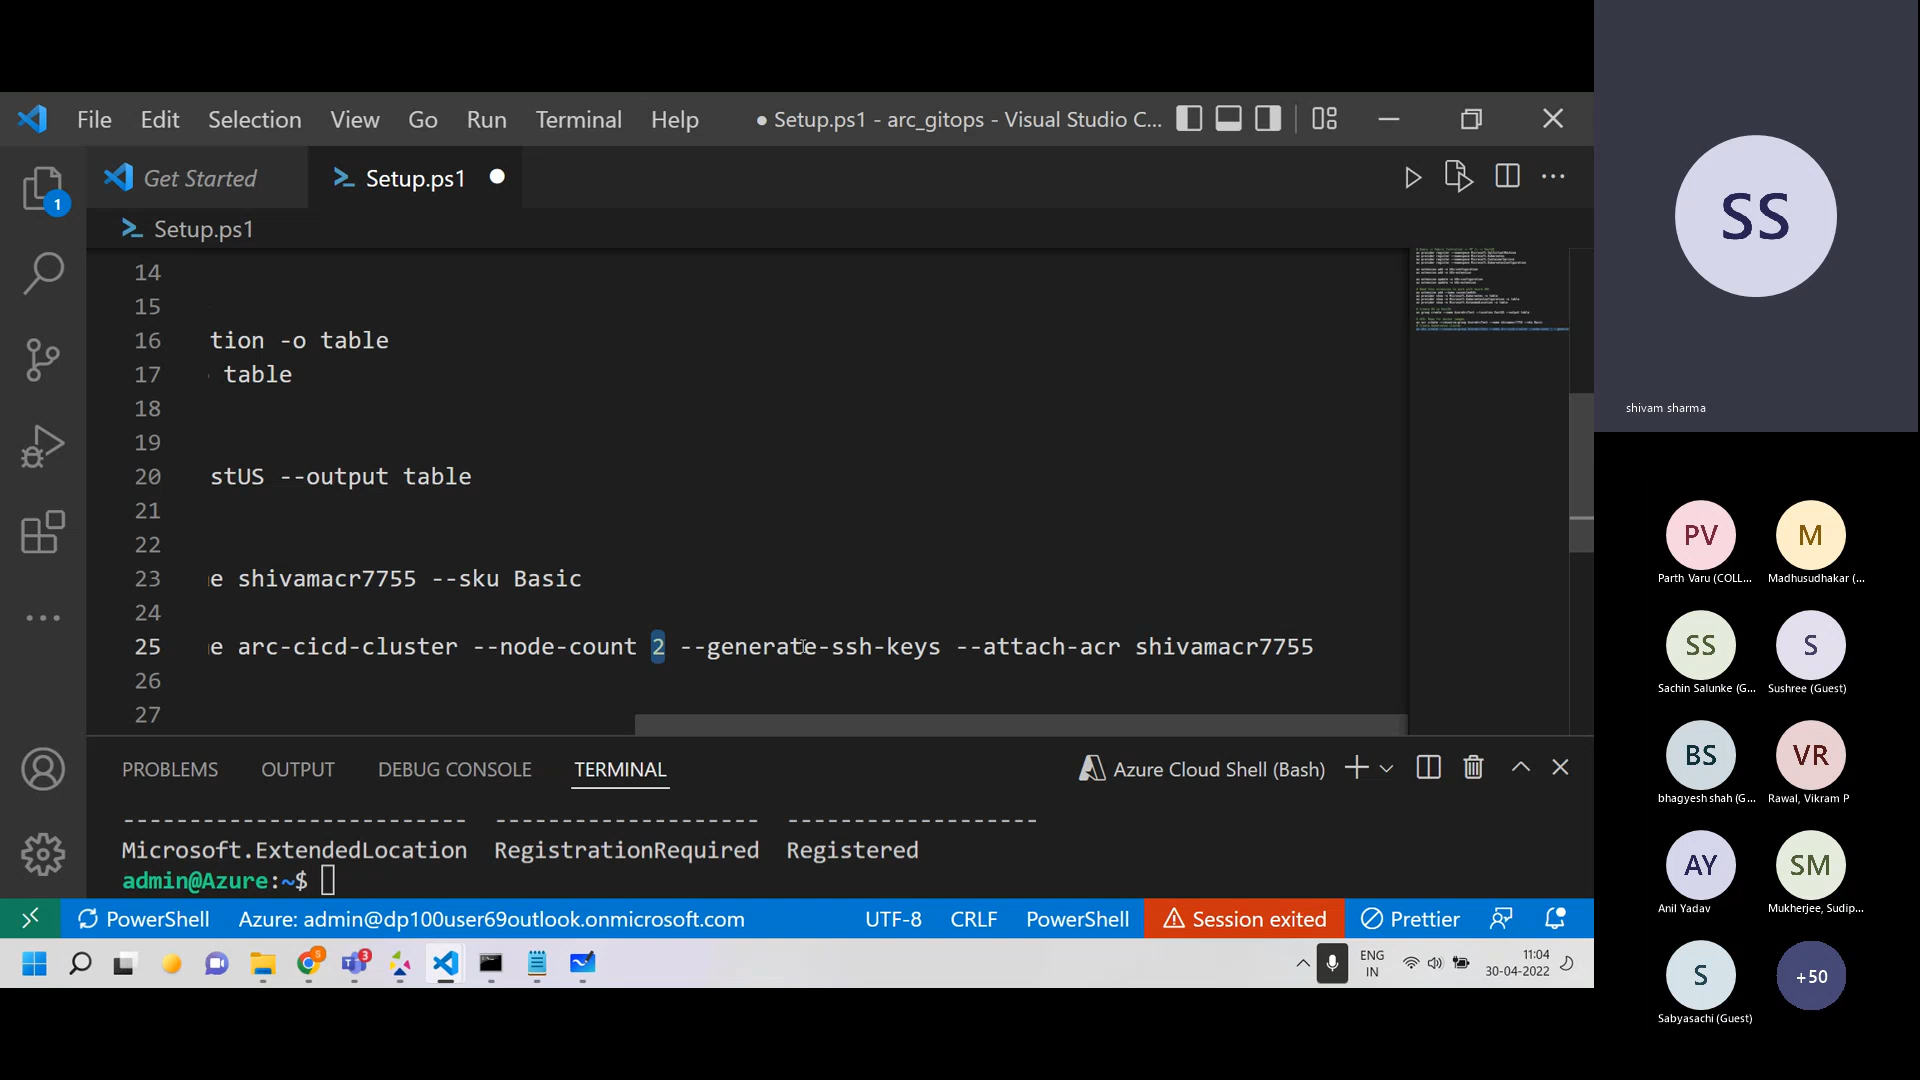 File Edit Selection View Go Run Terminal Help ● Setup.ps1 - arc_gitops - Visual Studio C...
Get Started
Setup.ps1
Setup.ps1
1
14
15
16 tion -o table
17 table
18
19
20 stUS --output table
21
22
23 e shivamacr7755 --sku Basic
24
25 e arc-cicd-cluster --node-count 2 --generate-ssh-keys --attach-acr shivamacr7755
26
27
PROBLEMS OUTPUT DEBUG CONSOLE TERMINAL Azure Cloud Shell (Bash)
-------------------------- ------------------- ------------------
Microsoft.ExtendedLocation RegistrationRequired Registered
admin@Azure:~$
PowerShell Azure: admin@dp100user69outlook.onmicrosoft.com UTF-8 CRLF PowerShell Session exited Prettier
S
3
ENG
IN
11:04
30-04-2022
SS
shivam sharma
PV
Parth Varu (COLL...
M
Madhusudhakar (...
SS
Sachin Salunke (G...
S
Sushree (Guest)
BS
bhagyesh shah (G...
VR
Rawal, Vikram P
AY
Anil Yadav
SM
Mukherjee, Sudip...
S
Sabyasachi (Guest)
+50